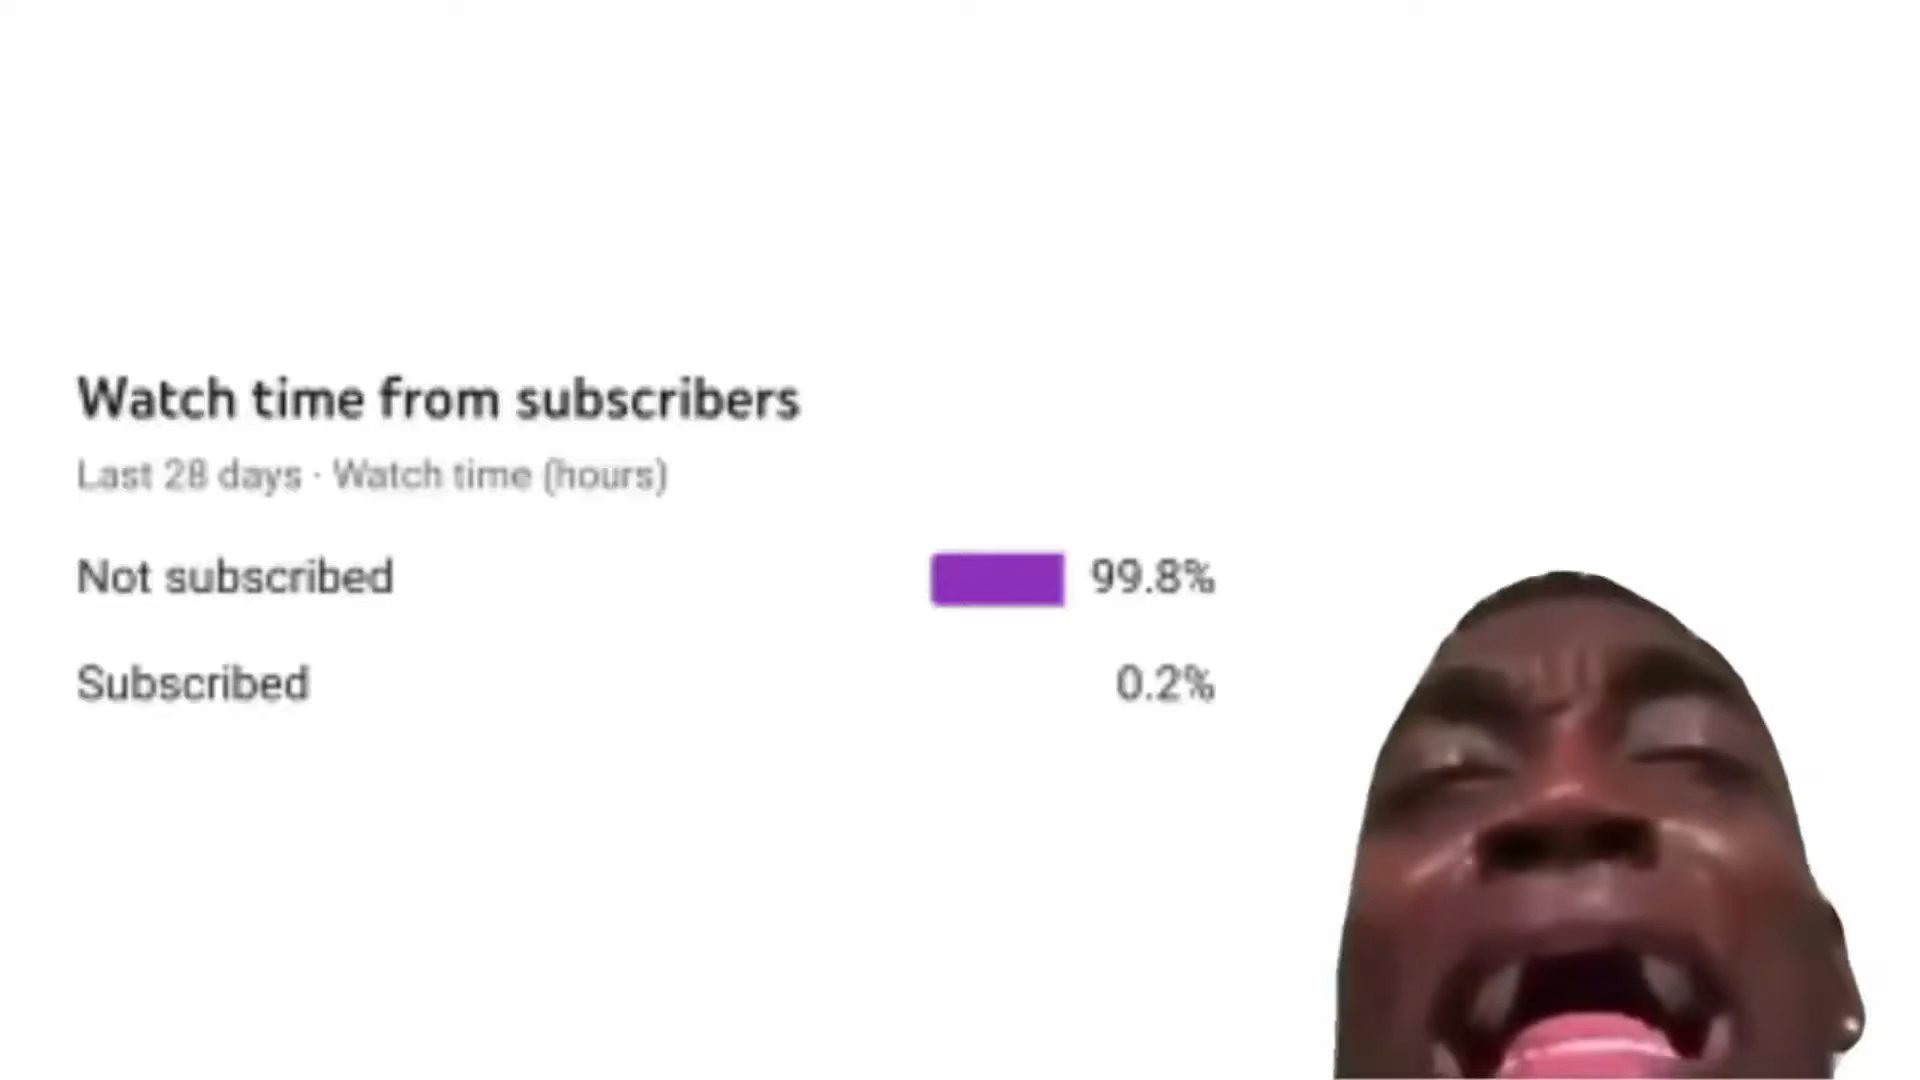 Watch time from subscribers
Last 28 days · Watch time (hours)
Not subscribed 99.8%
Subscribed 0.2%